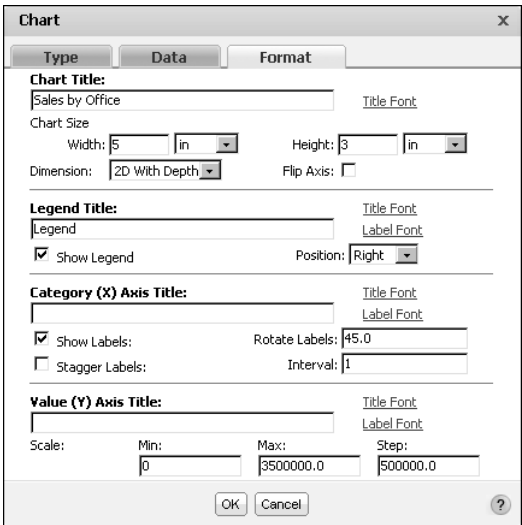 Chart x
Type Data Format
Chart Title:
Sales by Office Title Font
Chart Size
Width: 5 in Height: 3 in
Dimension: 2D With Depth Flip Axis:
Legend Title: Title Font
Legend Label Font
Show Legend Position: Right
Category (X) Axis Title: Title Font
Label Font
Show Labels: Rotate Labels: 45.0
Stagger Labels: Interval: 1
Value (Y) Axis Title: Title Font
Label Font
Scale: Min: Max: Step:
0 3500000.0 500000.0
OK Cancel ?